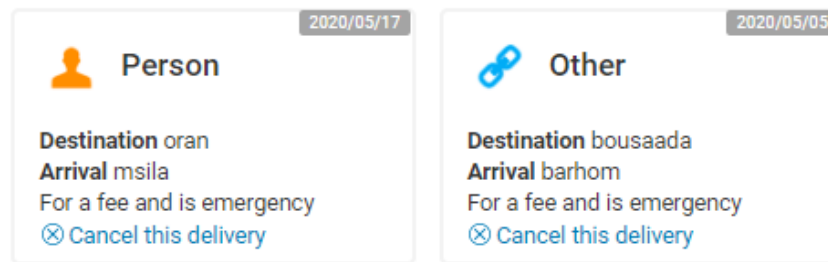 2020/05/17
Person
Destination oran
Arrival msila
For a fee and is emergency
Cancel this delivery
2020/05/05
Other
Destination bousaada
Arrival barhom
For a fee and is emergency
Cancel this delivery